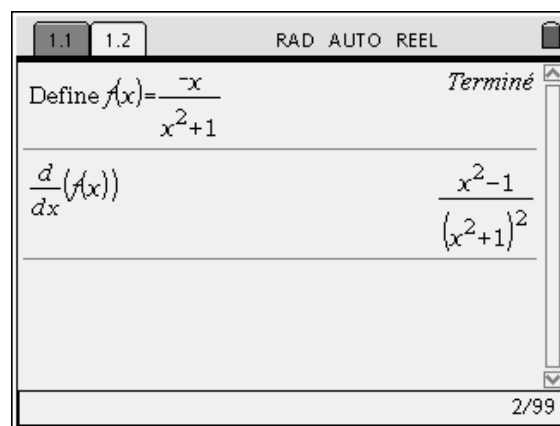 1.1 1.2 RAD AUTO REEL
Define f(x)=⁻x/(x²+1) Terminé
d/dx(f(x)) (x²-1)/(x²+1)²
2/99